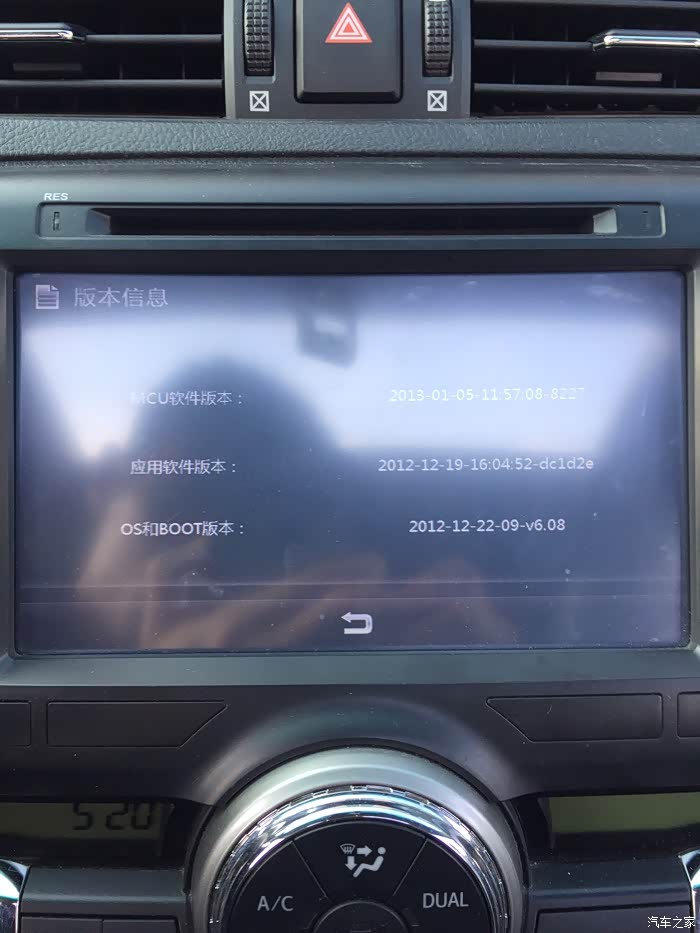 RES
版本信息
MCU软件版本： 2013-01-05-11:57:08-8227
应用软件版本： 2012-12-19-16:04:52-dc1d2e
OS和BOOT版本： 2012-12-22-09-v6.08
5:20
A/C
DUAL
汽车之家